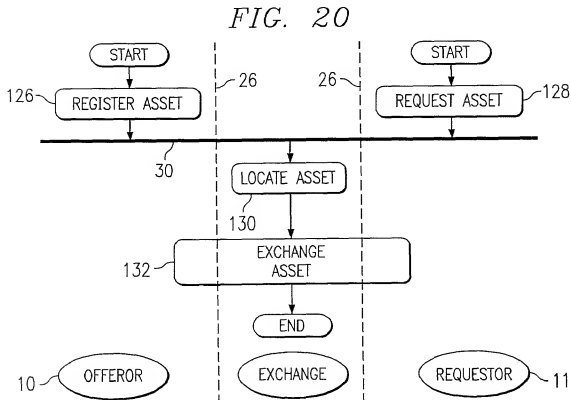 FIG. 20
START
START
26
26
126
REGISTER ASSET
REQUEST ASSET
128
30
LOCATE ASSET
130
132
EXCHANGE
ASSET
END
10
OFFEROR
EXCHANGE
REQUESTOR
11